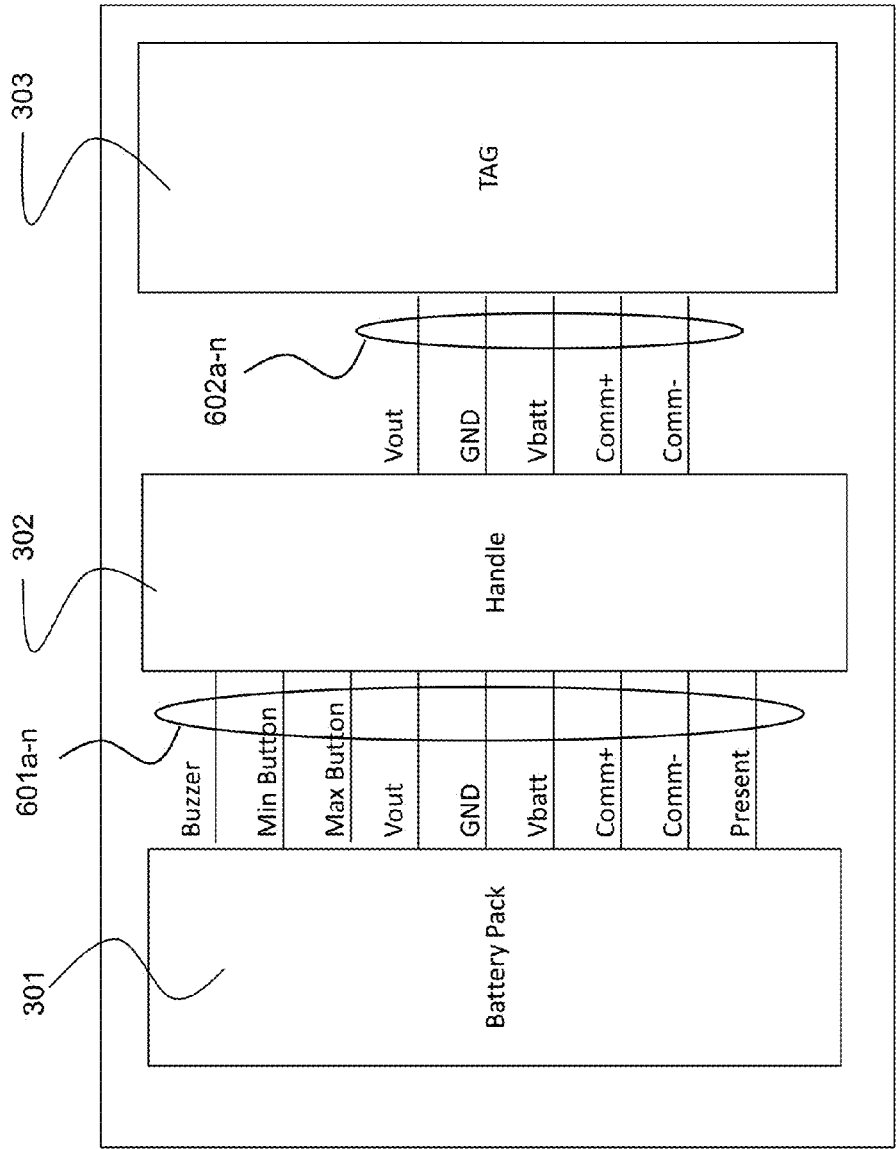 301
302
303
601a-n
602a-n
Battery Pack
Buzzer
Min Button
Max Button
Vout
GND
Vbatt
Comm+
Comm-
Present
Handle
Vout
GND
Vbatt
Comm+
Comm-
TAG